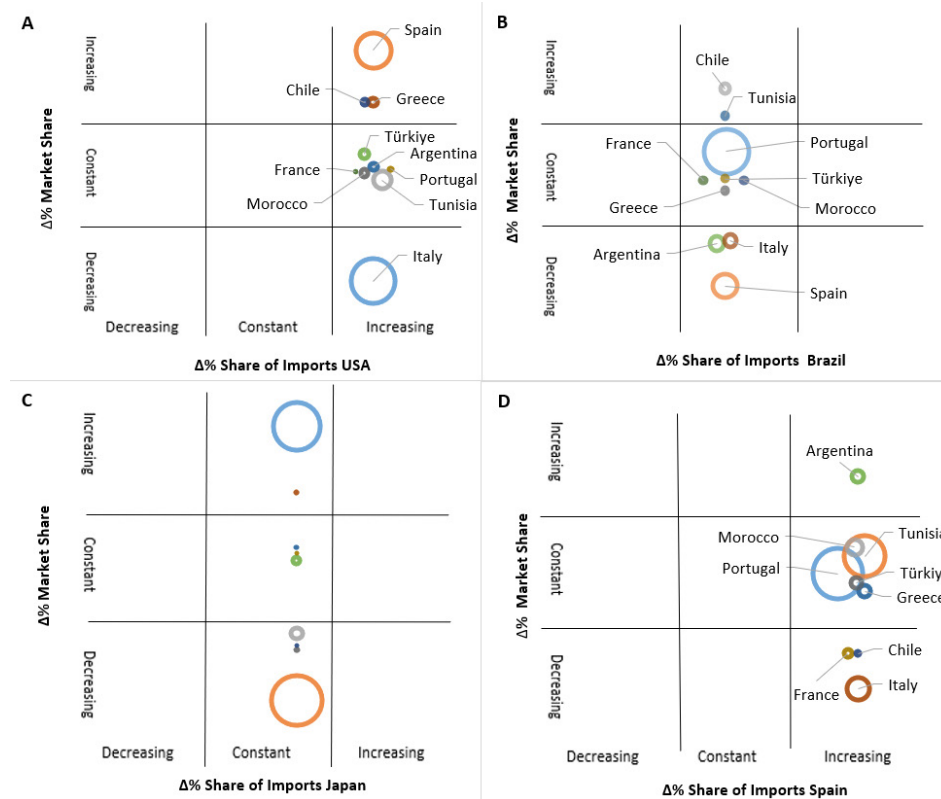 A
Increasing
Constant
Decreasing
Δ% Market Share
Spain
Chile
Greece
Türkiye
Argentina
France
Portugal
Morocco
Tunisia
Italy
Decreasing
Constant
Increasing
Δ% Share of Imports USA
B
Increasing
Constant
Decreasing
Δ% Market Share
Chile
Tunisia
France
Portugal
Türkiye
Greece
Morocco
Argentina
Italy
Spain
Δ% Share of Imports Brazil
C
Increasing
Constant
Decreasing
Δ% Market Share
Decreasing
Constant
Increasing
Δ% Share of Imports Japan
D
Increasing
Constant
Decreasing
Δ% Market Share
Argentina
Morocco
Tunisia
Portugal
Türkiy
Greece
Chile
France
Italy
Decreasing
Constant
Increasing
Δ% Share of Imports Spain